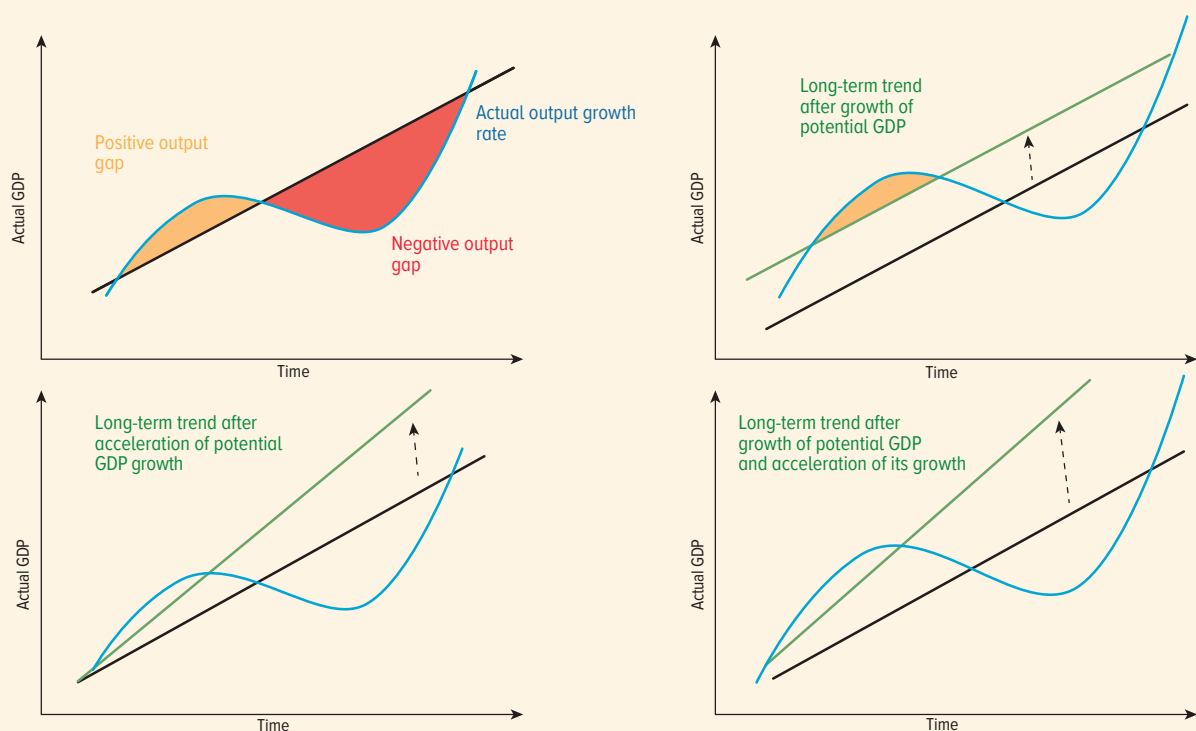 Actual GDP
Positive output
gap
Actual output growth
rate
Negative output
gap
Time
Actual GDP
Long-term trend
after growth of
potential GDP
Time
Actual GDP
Long-term trend after
acceleration of potential
GDP growth
Time
Actual GDP
Long-term trend after
growth of potential GDP
and acceleration of its growth
Time